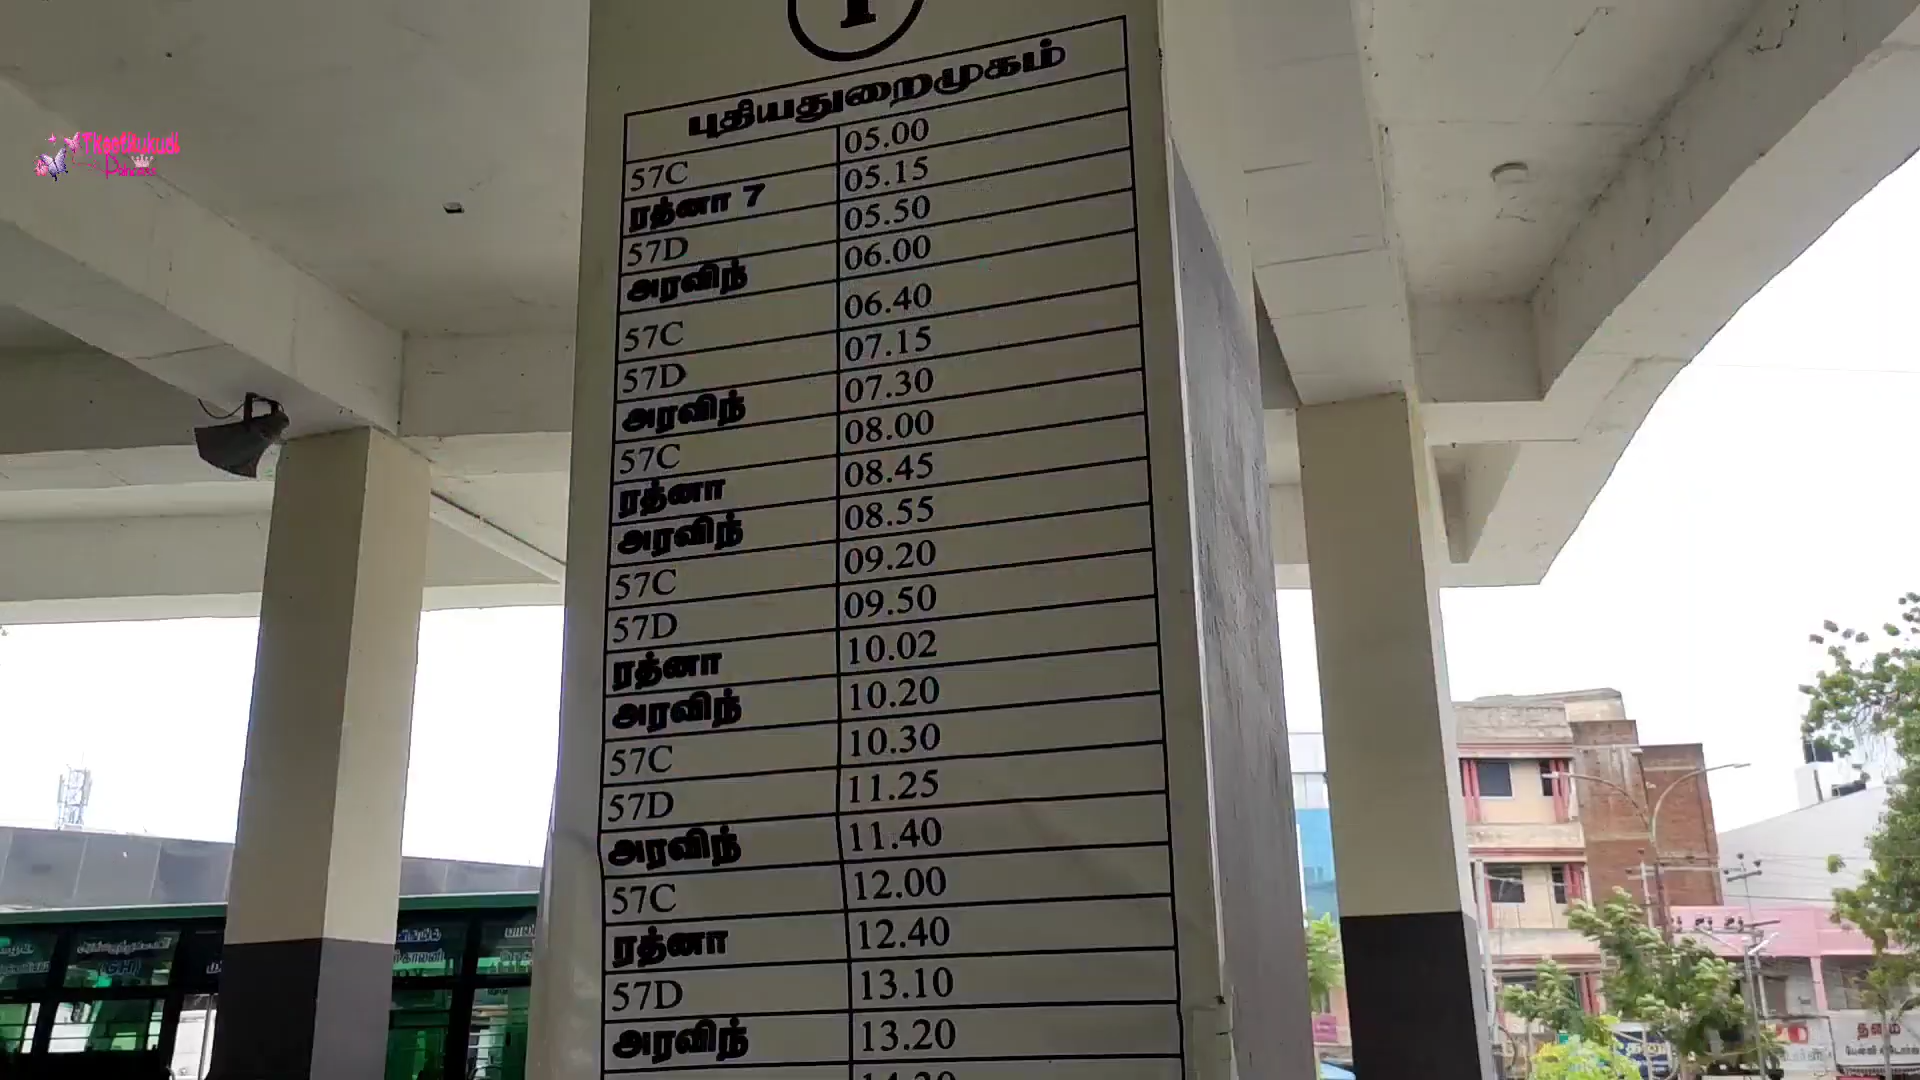 1
புதியதுறைமுகம்
57C 05.00
ரத்னா 7 05.15
57D 05.50
அரவிந் 06.00
57C 06.40
57D 07.15
அரவிந் 07.30
57C 08.00
ரத்னா 08.45
அரவிந் 08.55
57C 09.20
57D 09.50
ரத்னா 10.02
அரவிந் 10.20
57C 10.30
57D 11.25
அரவிந் 11.40
57C 12.00
ரத்னா 12.40
57D 13.10
அரவிந் 13.20
(GH)